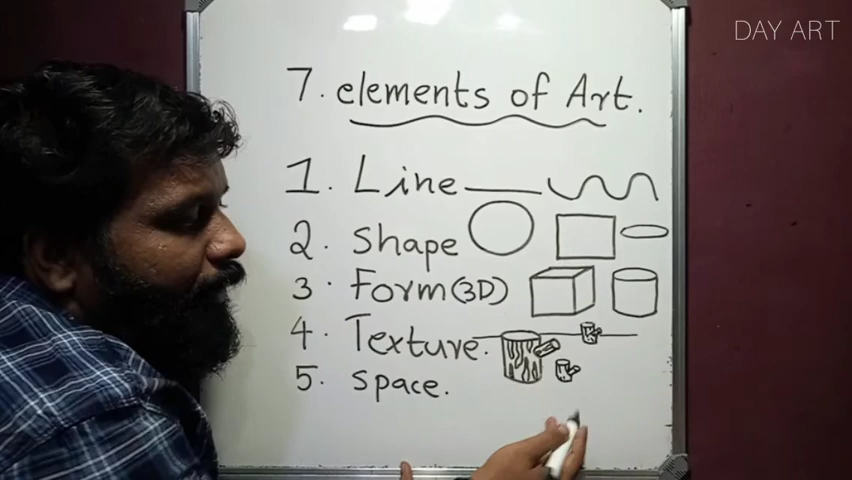 DAY ART
7. elements of Art.
1. Line
2. Shape
3. Form (3D)
4. Texture.
5. space.